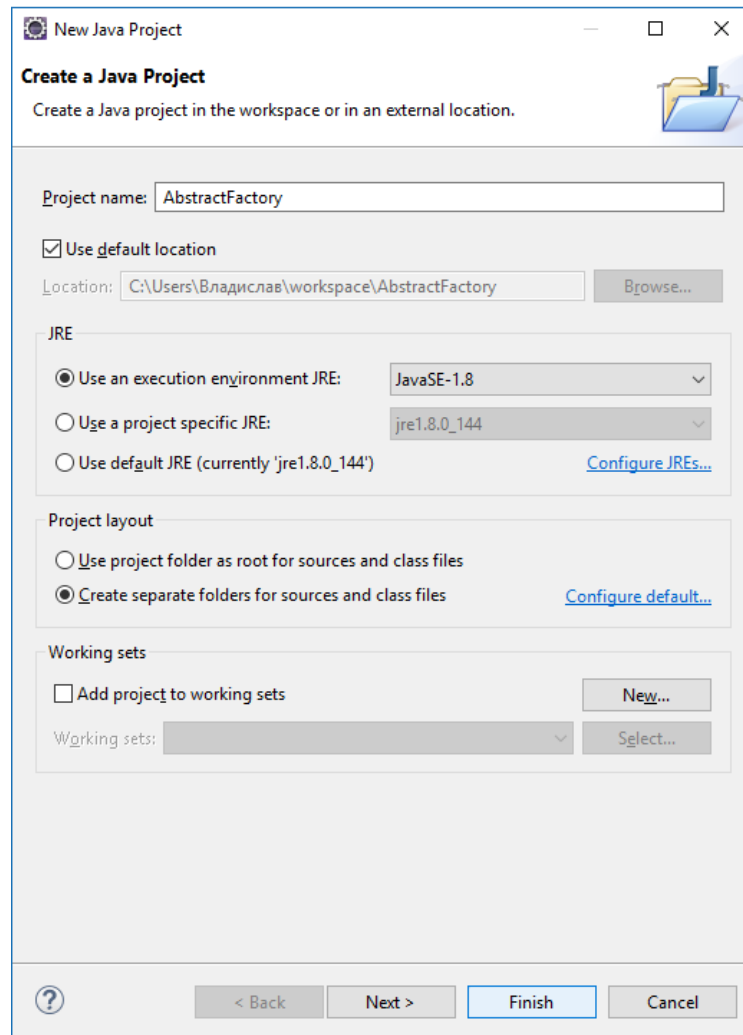 New Java Project
Create a Java Project
Create a Java project in the workspace or in an external location.
Project name: AbstractFactory
Use default location
Location: C:\Users\Владислав\workspace\AbstractFactory Browse...
JRE
Use an execution environment JRE: JavaSE-1.8
Use a project specific JRE: jre1.8.0_144
Use default JRE (currently 'jre1.8.0_144') Configure JREs...
Project layout
Use project folder as root for sources and class files
Create separate folders for sources and class files Configure default...
Working sets
Add project to working sets New...
Working sets: Select...
? < Back Next > Finish Cancel